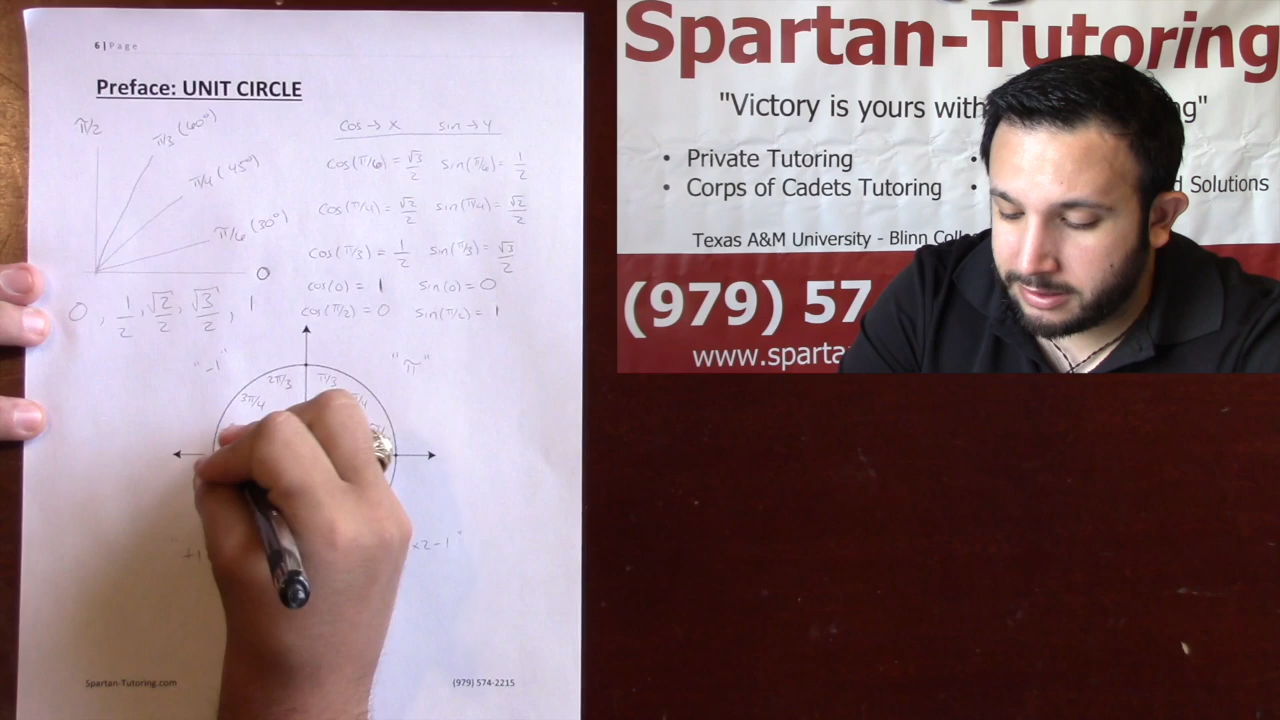 6 | Page
Preface: UNIT CIRCLE
π/2
π/3 (60°)
π/4 (45°)
π/6 (30°)
0
0, 1/2, √2/2, √3/2, 1
cos → x sin → y
cos(π/6) = √3/2 sin(π/6) = 1/2
cos(π/4) = √2/2 sin(π/4) = √2/2
cos(π/3) = 1/2 sin(π/3) = √3/2
cos(0) = 1 sin(0) = 0
cos(π/2) = 0 sin(π/2) = 1
"-1" "π"
2π/3 π/3
3π/4 π/4
+1 x2-1"
Spartan-Tutoring.com (979) 574-2215
Spartan-Tutoring
"Victory is yours with
• Private Tutoring
• Corps of Cadets Tutoring
Solutions
Texas A&M University - Blinn
(979) 57
www.sparta